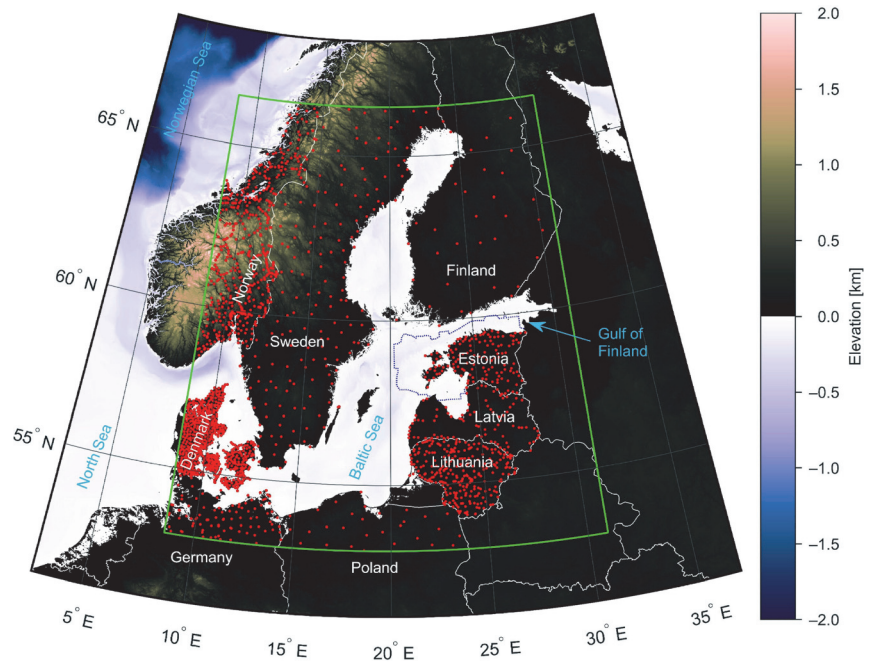 Norwegian Sea
65° N
60° N
55° N
North Sea
Norway
Sweden
Finland
Gulf of
Finland
Estonia
Latvia
Lithuania
Baltic Sea
Denmark
Germany
Poland
5° E
10° E
15° E
20° E
25° E
30° E
35° E
2.0
1.5
1.0
0.5
0.0
–0.5
–1.0
–1.5
–2.0
Elevation [km]